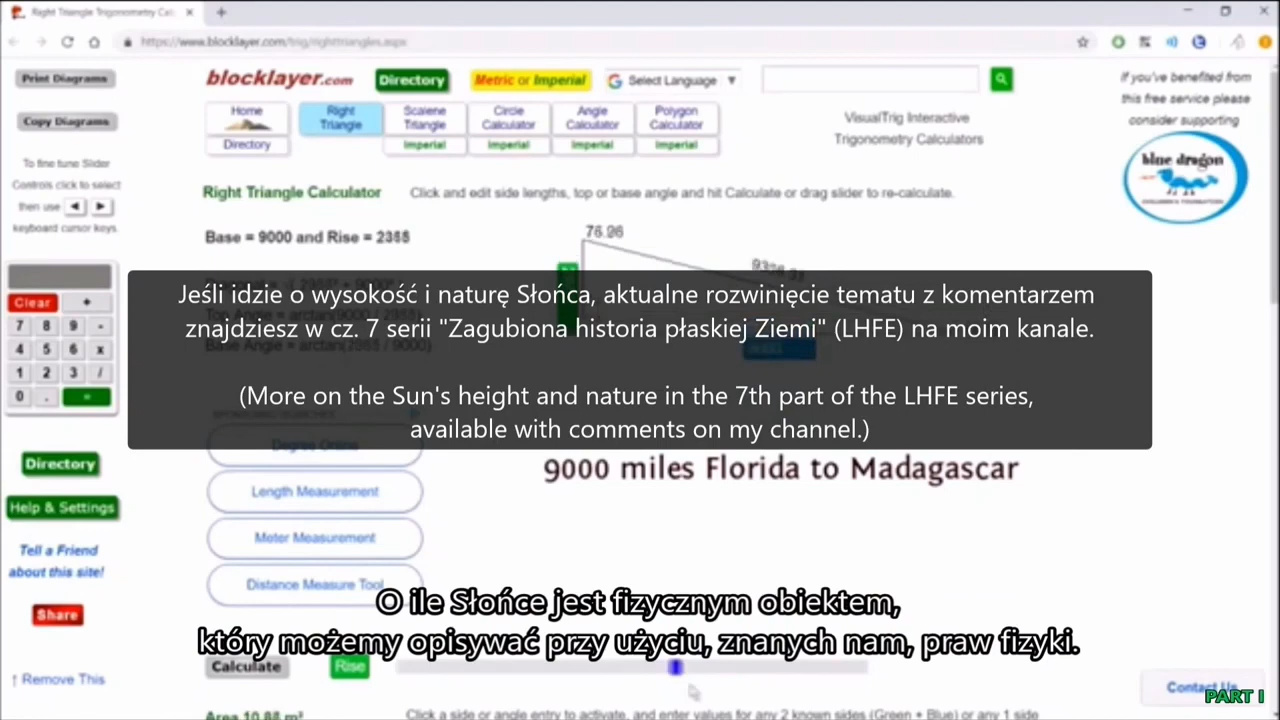 Right Triangle Trigonometry Calc
https://www.blocklayer.com/trig/righttriangles.aspx
Print Diagrams
Copy Diagrams
To fine tune Slider
Controls click to select
then use
keyboard cursor keys.
blocklayer.com
Directory
Metric or Imperial
Select Language
If you've benefited from
this free service please
consider supporting
blue dragon
Home
Directory
Right
Triangle
Scalene
Triangle
Imperial
Circle
Calculator
Imperial
Angle
Calculator
Imperial
Polygon
Calculator
Imperial
VisualTrig Interactive
Trigonometry Calculators
Right Triangle Calculator
Click and edit side lengths, top or base angle and hit Calculate or drag slider to re-calculate.
Base = 9000 and Rise =
Clear +
7 8 9 -
4 5 6 x
1 2 3 /
0 . =
Jeśli idzie o wysokość i naturę Słońca, aktualne rozwinięcie tematu z komentarzem
znajdziesz w cz. 7 serii "Zagubiona historia płaskiej Ziemi" (LHFE) na moim kanale.
(More on the Sun's height and nature in the 7th part of the LHFE series,
available with comments on my channel.)
Degree Online
Length Measurement
Meter Measurement
Distance Measure Tool
9000 miles Florida to Madagascar
Directory
Help & Settings
Tell a Friend
about this site!
Share
↑ Remove This
O ile Słońce jest fizycznym obiektem,
który możemy opisywać przy użyciu, znanych nam, praw fizyki.
Calculate
Rise
Contact Us
PART I
Click a side or angle entry to activate, and enter values for any 2 known sides (Green + Blue) or any 1 side